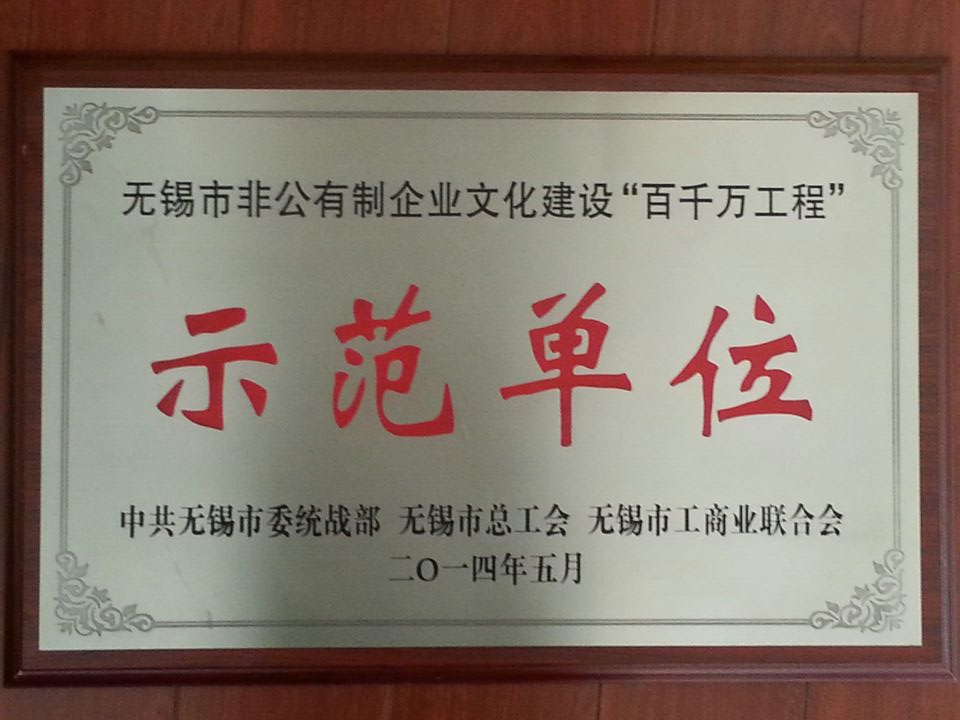 无锡市非公有制企业文化建设“百千万工程”
示范单位
中共无锡市委统战部 无锡市总工会 无锡市工商业联合会
二〇一四年五月